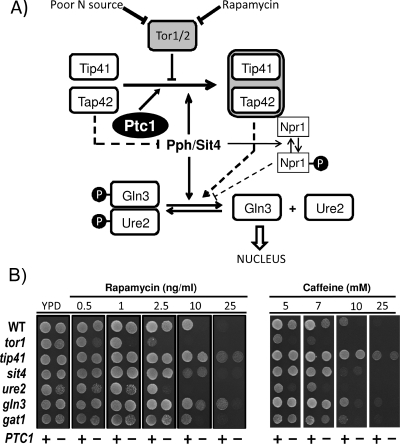 A)
Poor N source Rapamycin
Tor1/2
Tip41 Tip41
Tap42 Tap42
Ptc1
Npr1
Pph/Sit4
Npr1 P
P Gln3
P Ure2
Gln3 + Ure2
NUCLEUS
B)
Rapamycin (ng/ml) Caffeine (mM)
YPD 0.5 1 2.5 10 25 5 7 10 25
WT
tor1
tip41
sit4
ure2
gln3
gat1
PTC1 + − + − + − + − + − + − + − + − + − + −